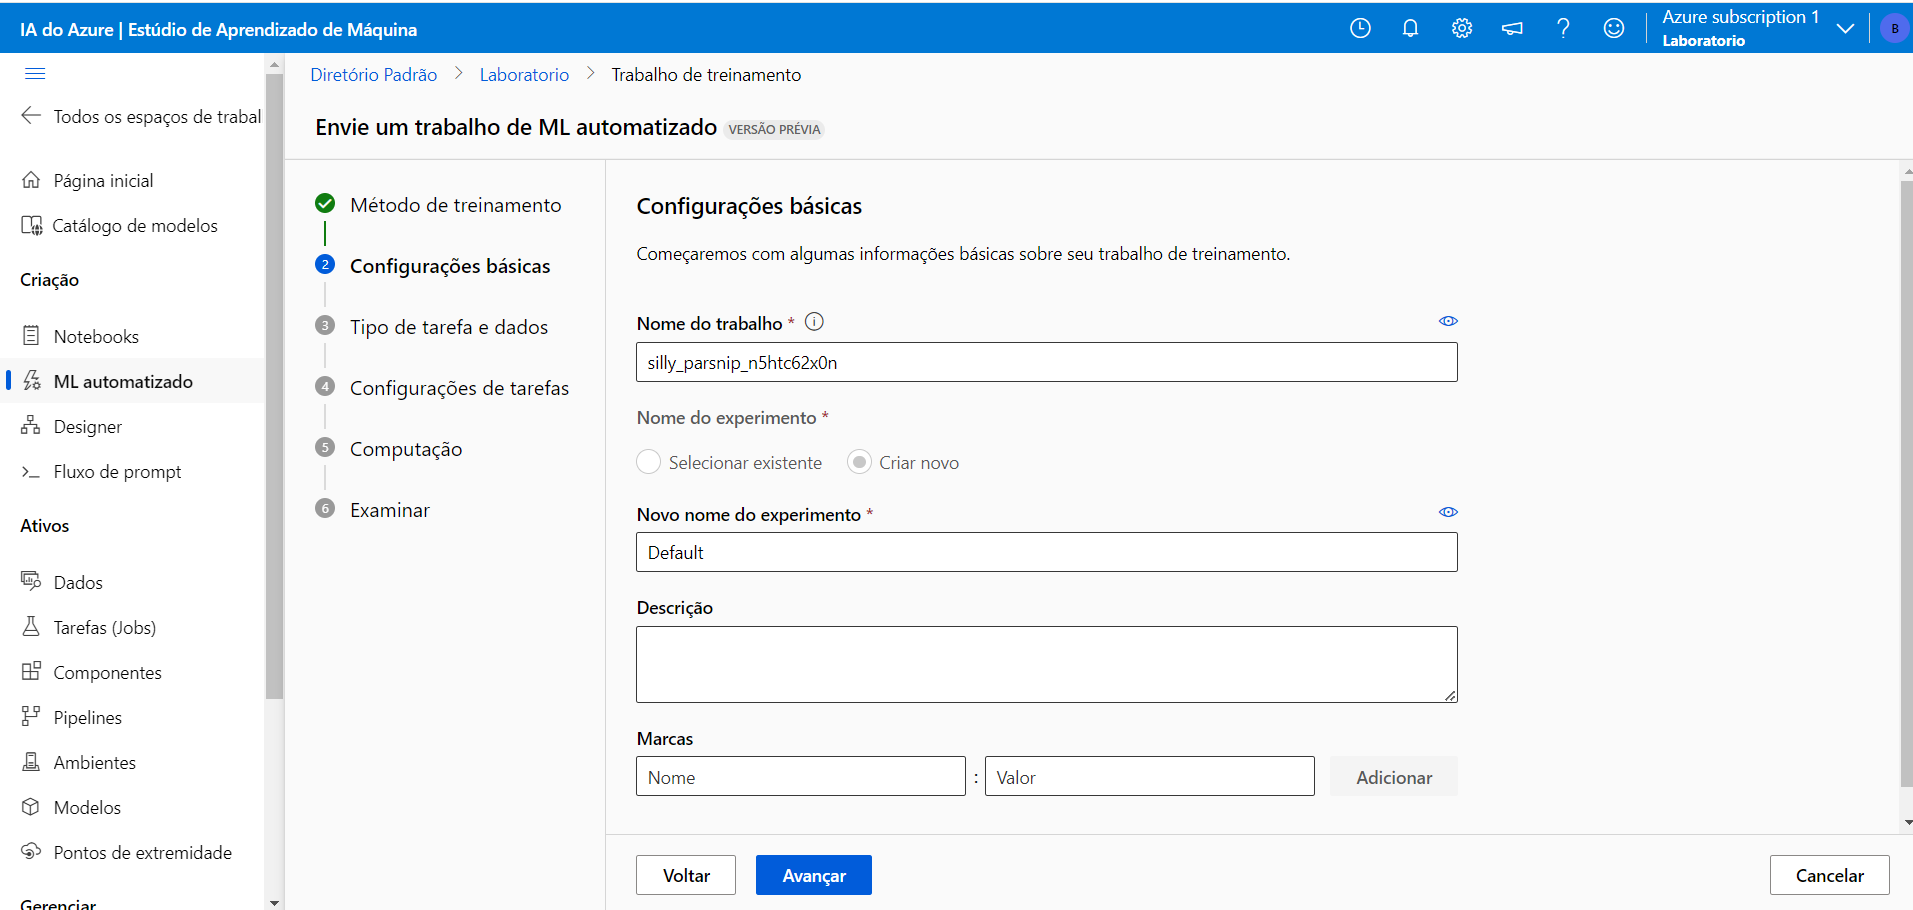 IA do Azure | Estúdio de Aprendizado de Máquina
Azure subscription 1
Laboratorio
B
Todos os espaços de trabal
Página inicial
Catálogo de modelos
Criação
Notebooks
ML automatizado
Designer
Fluxo de prompt
Ativos
Dados
Tarefas (Jobs)
Componentes
Pipelines
Ambientes
Modelos
Pontos de extremidade
Gerenciar
Diretório Padrão > Laboratorio > Trabalho de treinamento
Envie um trabalho de ML automatizado VERSÃO PRÉVIA
Método de treinamento
2 Configurações básicas
3 Tipo de tarefa e dados
4 Configurações de tarefas
5 Computação
6 Examinar
Configurações básicas
Começaremos com algumas informações básicas sobre seu trabalho de treinamento.
Nome do trabalho *
silly_parsnip_n5htc62x0n
Nome do experimento *
Selecionar existente Criar novo
Novo nome do experimento *
Default
Descrição
Marcas
Nome : Valor Adicionar
Voltar Avançar Cancelar